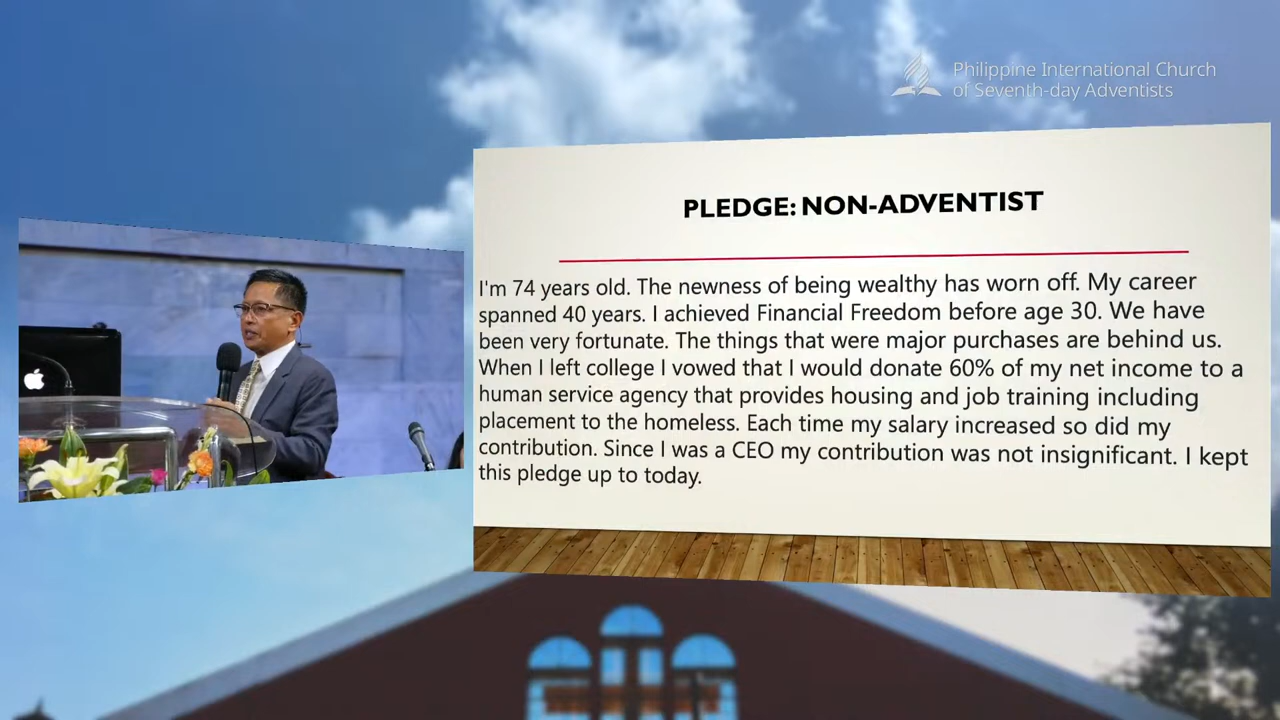 Philippine International Church
of Seventh-day Adventists
PLEDGE: NON-ADVENTIST
I'm 74 years old. The newness of being wealthy has worn off. My career
spanned 40 years. I achieved Financial Freedom before age 30. We have
been very fortunate. The things that were major purchases are behind us.
When I left college I vowed that I would donate 60% of my net income to a
human service agency that provides housing and job training including
placement to the homeless. Each time my salary increased so did my
contribution. Since I was a CEO my contribution was not insignificant. I kept
this pledge up to today.